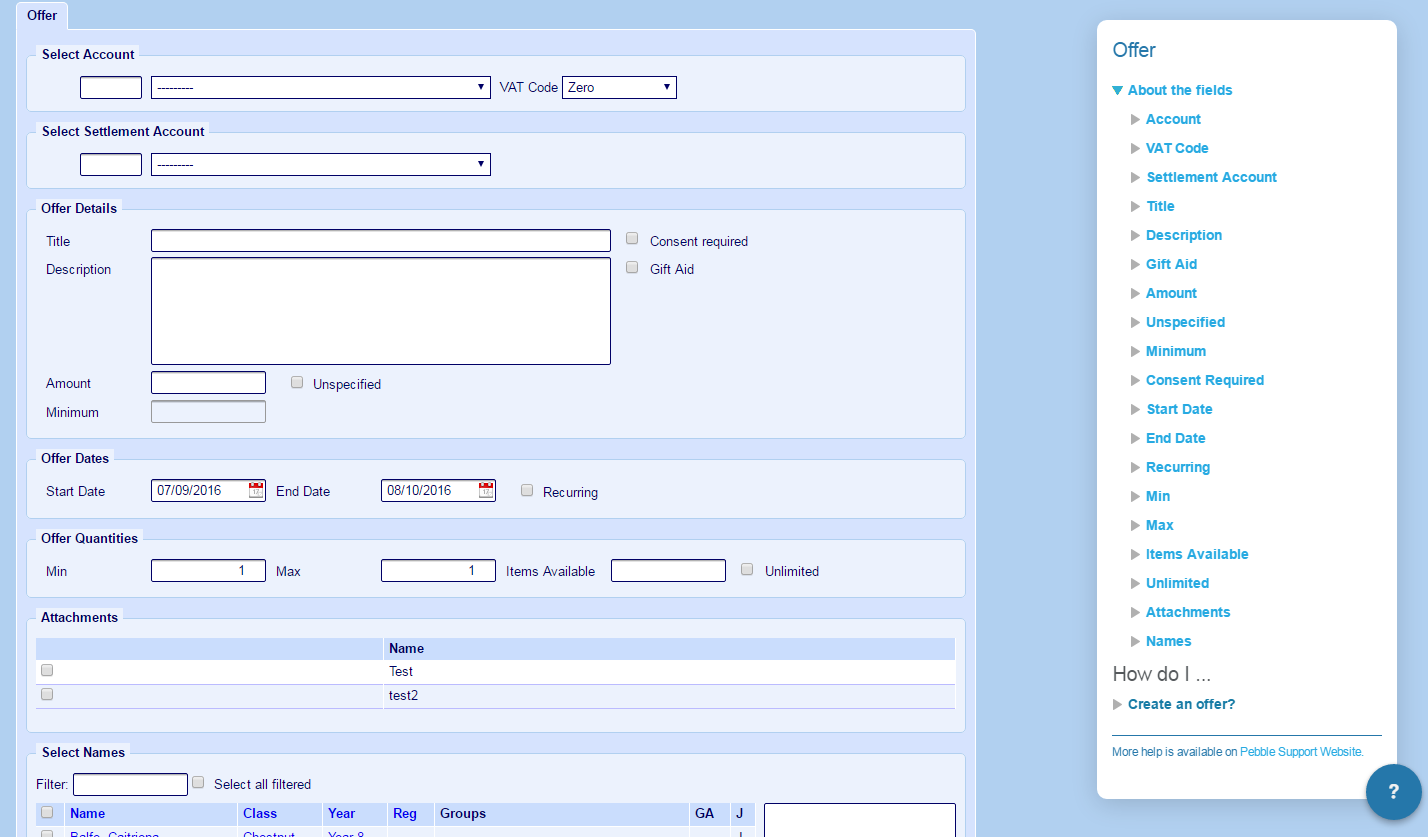 Offer
Select Account
--------- VAT Code Zero
Select Settlement Account
---------
Offer Details
Title Consent required
Description Gift Aid
Amount Unspecified
Minimum
Offer Dates
Start Date 07/09/2016 End Date 08/10/2016 Recurring
Offer Quantities
Min 1 Max 1 Items Available Unlimited
Attachments
Name
Test
test2
Select Names
Filter: Select all filtered
Name Class Year Reg Groups GA J
Balfe, Caitriona Chestnut Year 8
Offer
About the fields
Account
VAT Code
Settlement Account
Title
Description
Gift Aid
Amount
Unspecified
Minimum
Consent Required
Start Date
End Date
Recurring
Min
Max
Items Available
Unlimited
Attachments
Names
How do I ...
Create an offer?
More help is available on Pebble Support Website.
?